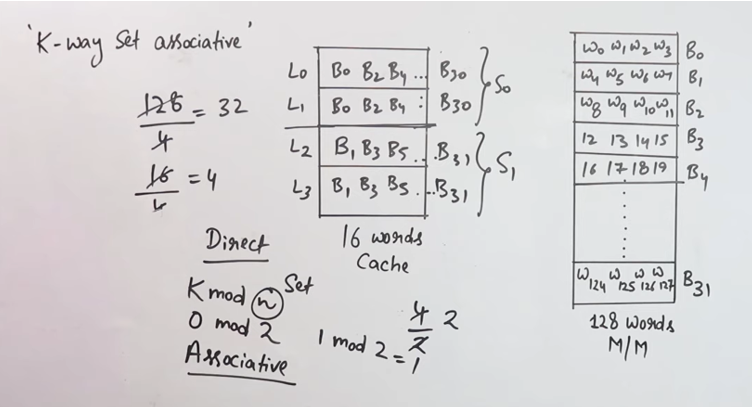 'K-way Set associative'
128/4 = 32
16/4 = 4
Direct
K mod n Set
0 mod 2
Associative
1 mod 2 = 1
4/2 2
L0 B0 B2 B4 ... B30
L1 B0 B2 B4 : B30
S0
L2 B1 B3 B5 .. B31
L3 B1 B3 B5 ... B31
S1
16 words
Cache
W0 W1 W2 W3 B0
W4 W5 W6 W7 B1
W8 W9 W10 W11 B2
12 13 14 15 B3
16 17 18 19 B4
W124 W125 W126 W127 B31
128 Words
M/M